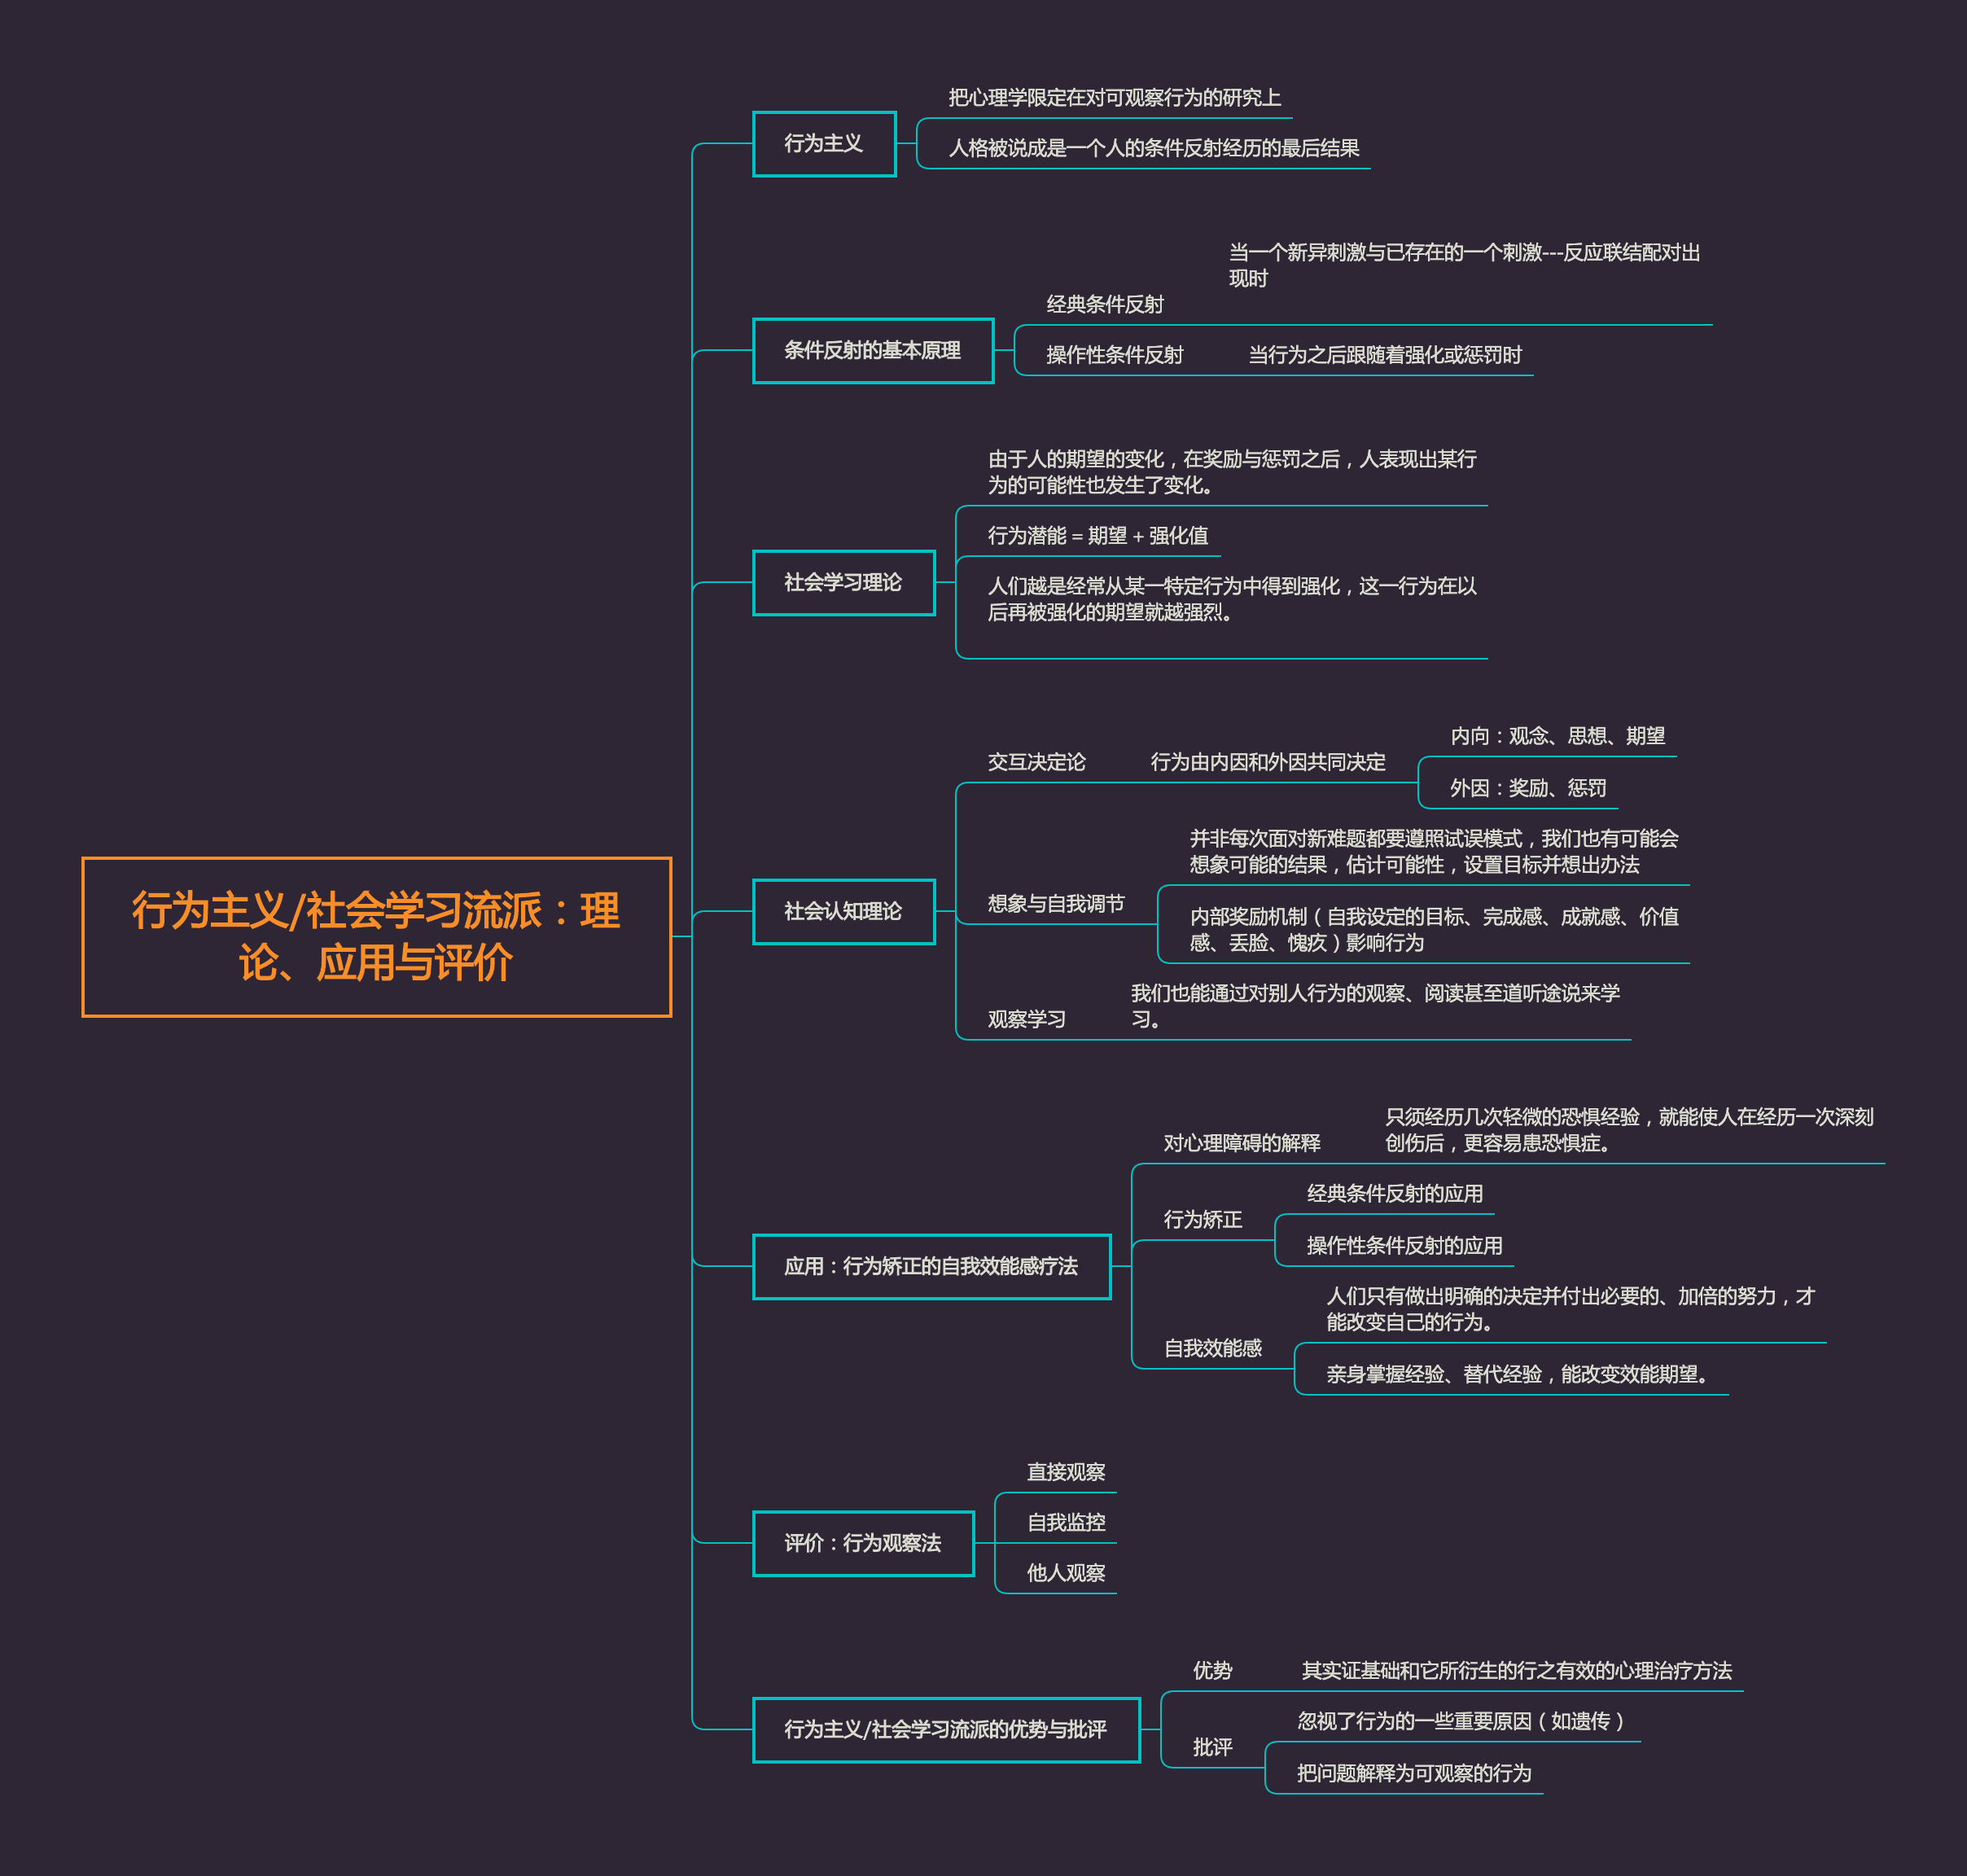 行为主义/社会学习流派：理
论、应用与评价
行为主义
把心理学限定在对可观察行为的研究上
人格被说成是一个人的条件反射经历的最后结果
条件反射的基本原理
经典条件反射
当一个新异刺激与已存在的一个刺激---反应联结配对出
现时
操作性条件反射
当行为之后跟随着强化或惩罚时
社会学习理论
由于人的期望的变化，在奖励与惩罚之后，人表现出某行
为的可能性也发生了变化。
行为潜能 = 期望 + 强化值
人们越是经常从某一特定行为中得到强化，这一行为在以
后再被强化的期望就越强烈。
社会认知理论
交互决定论
行为由内因和外因共同决定
内向：观念、思想、期望
外因：奖励、惩罚
想象与自我调节
并非每次面对新难题都要遵照试误模式，我们也有可能会
想象可能的结果，估计可能性，设置目标并想出办法
内部奖励机制（自我设定的目标、完成感、成就感、价值
感、丢脸、愧疚）影响行为
观察学习
我们也能通过对别人行为的观察、阅读甚至道听途说来学
习。
应用：行为矫正的自我效能感疗法
对心理障碍的解释
只须经历几次轻微的恐惧经验，就能使人在经历一次深刻
创伤后，更容易患恐惧症。
行为矫正
经典条件反射的应用
操作性条件反射的应用
自我效能感
人们只有做出明确的决定并付出必要的、加倍的努力，才
能改变自己的行为。
亲身掌握经验、替代经验，能改变效能期望。
评价：行为观察法
直接观察
自我监控
他人观察
行为主义/社会学习流派的优势与批评
优势
其实证基础和它所衍生的行之有效的心理治疗方法
批评
忽视了行为的一些重要原因（如遗传）
把问题解释为可观察的行为